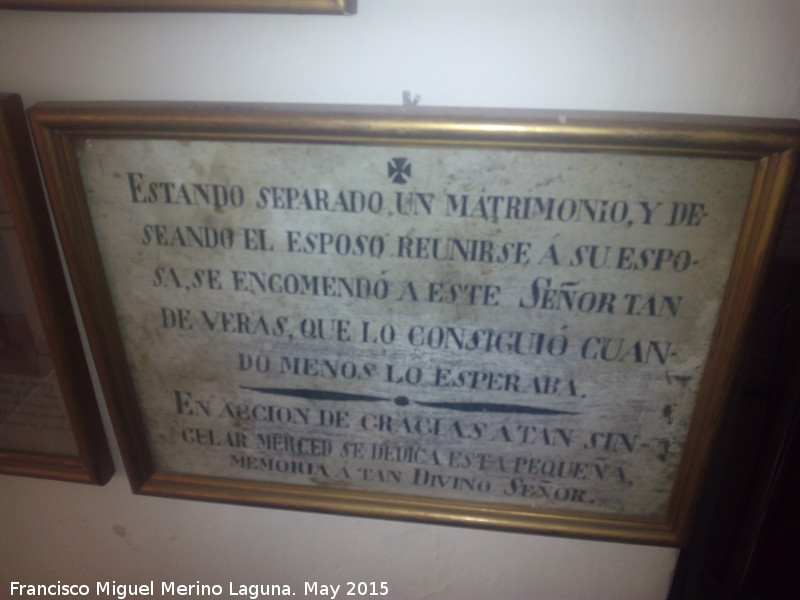 ESTANDO SEPARADO UN MATRIMONIO, Y DE-
SEANDO EL ESPOSO REUNIRSE Á SU ESPO-
SA, SE ENCOMENDÓ A ESTE SEÑOR TAN
DE VERAS, QUE LO CONSIGUIÓ CUAN-
DO MENOS LO ESPERABA.
EN ACCION DE GRACIAS Á TAN SIN-
GULAR MERCED SE DEDICA ESTA PEQUEÑA
MEMORIA Á TAN DIVINO SEÑOR.
Francisco Miguel Merino Laguna. May 2015